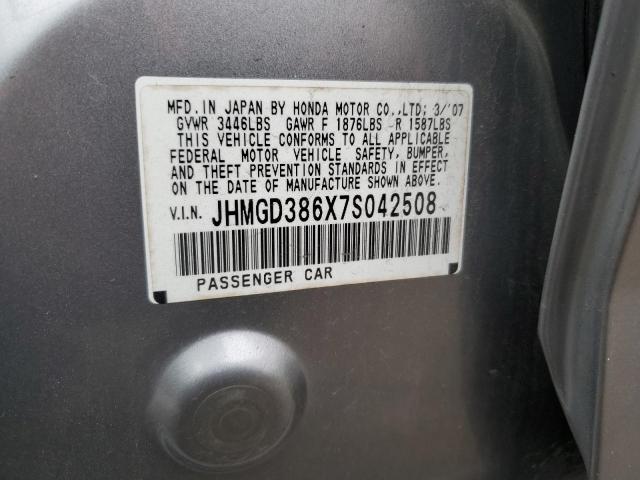 MFD. IN JAPAN BY HONDA MOTOR CO.,LTD; 3/'07
GVWR 3446LBS GAWR F 1876LBS R 1587LBS
THIS VEHICLE CONFORMS TO ALL APPLICABLE
FEDERAL MOTOR VEHICLE SAFETY, BUMPER,
AND THEFT PREVENTION STANDARDS IN EFFECT
ON THE DATE OF MANUFACTURE SHOWN ABOVE.
V.I.N. JHMGD386X7S042508
PASSENGER CAR